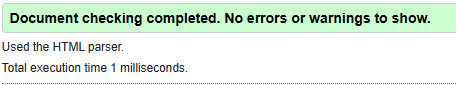 Document checking completed. No errors or warnings to show.
Used the HTML parser.
Total execution time 1 milliseconds.